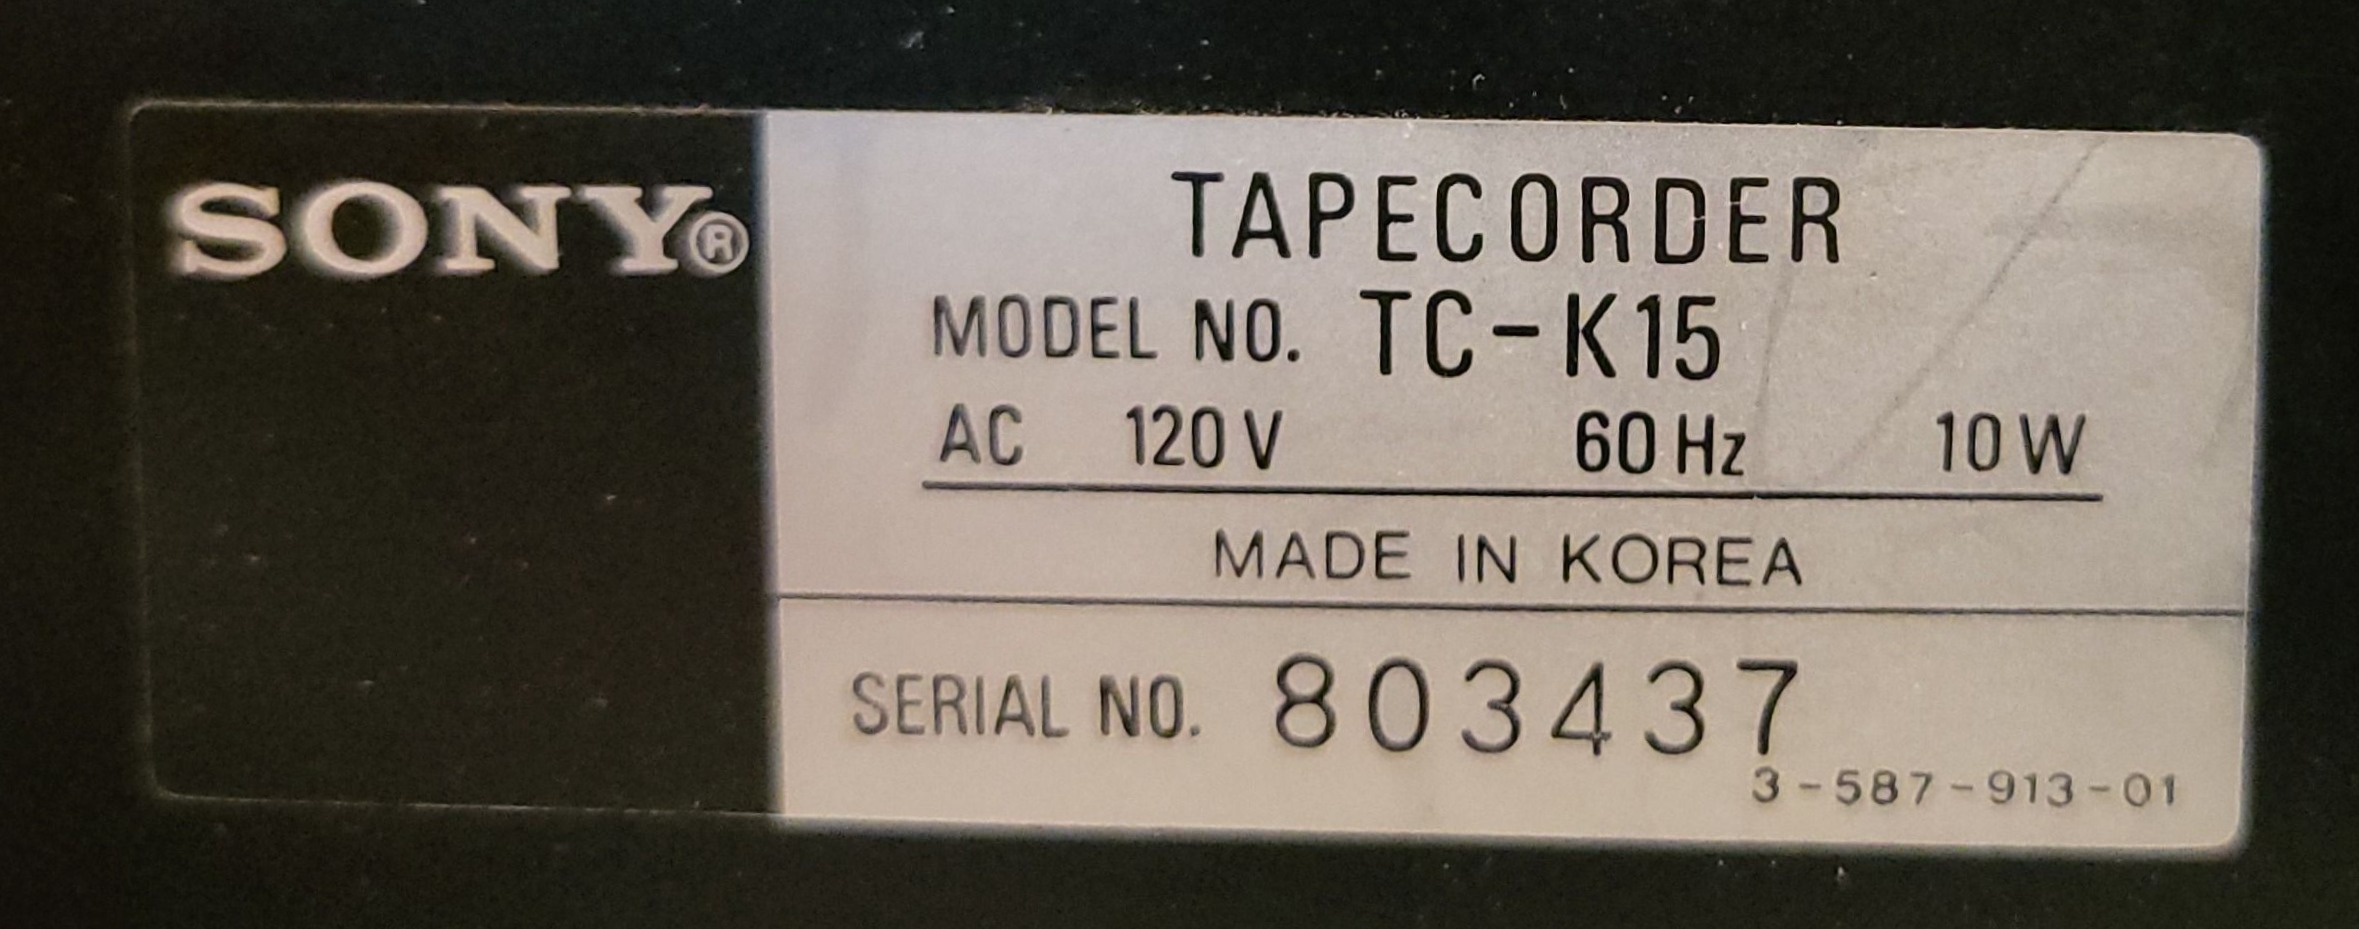 SONY®
TAPECORDER
MODEL NO. TC-K15
AC 120V 60Hz 10W
MADE IN KOREA
SERIAL NO. 803437
3-587-913-01